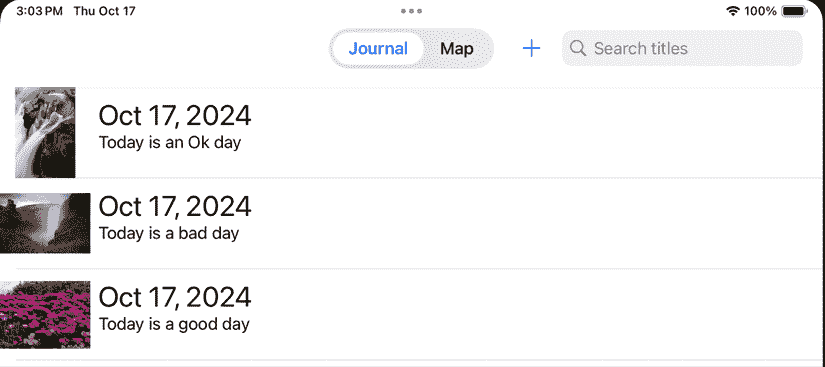 3:03 PM Thu Oct 17 100%
Journal Map Search titles
Oct 17, 2024
Today is an Ok day
Oct 17, 2024
Today is a bad day
Oct 17, 2024
Today is a good day